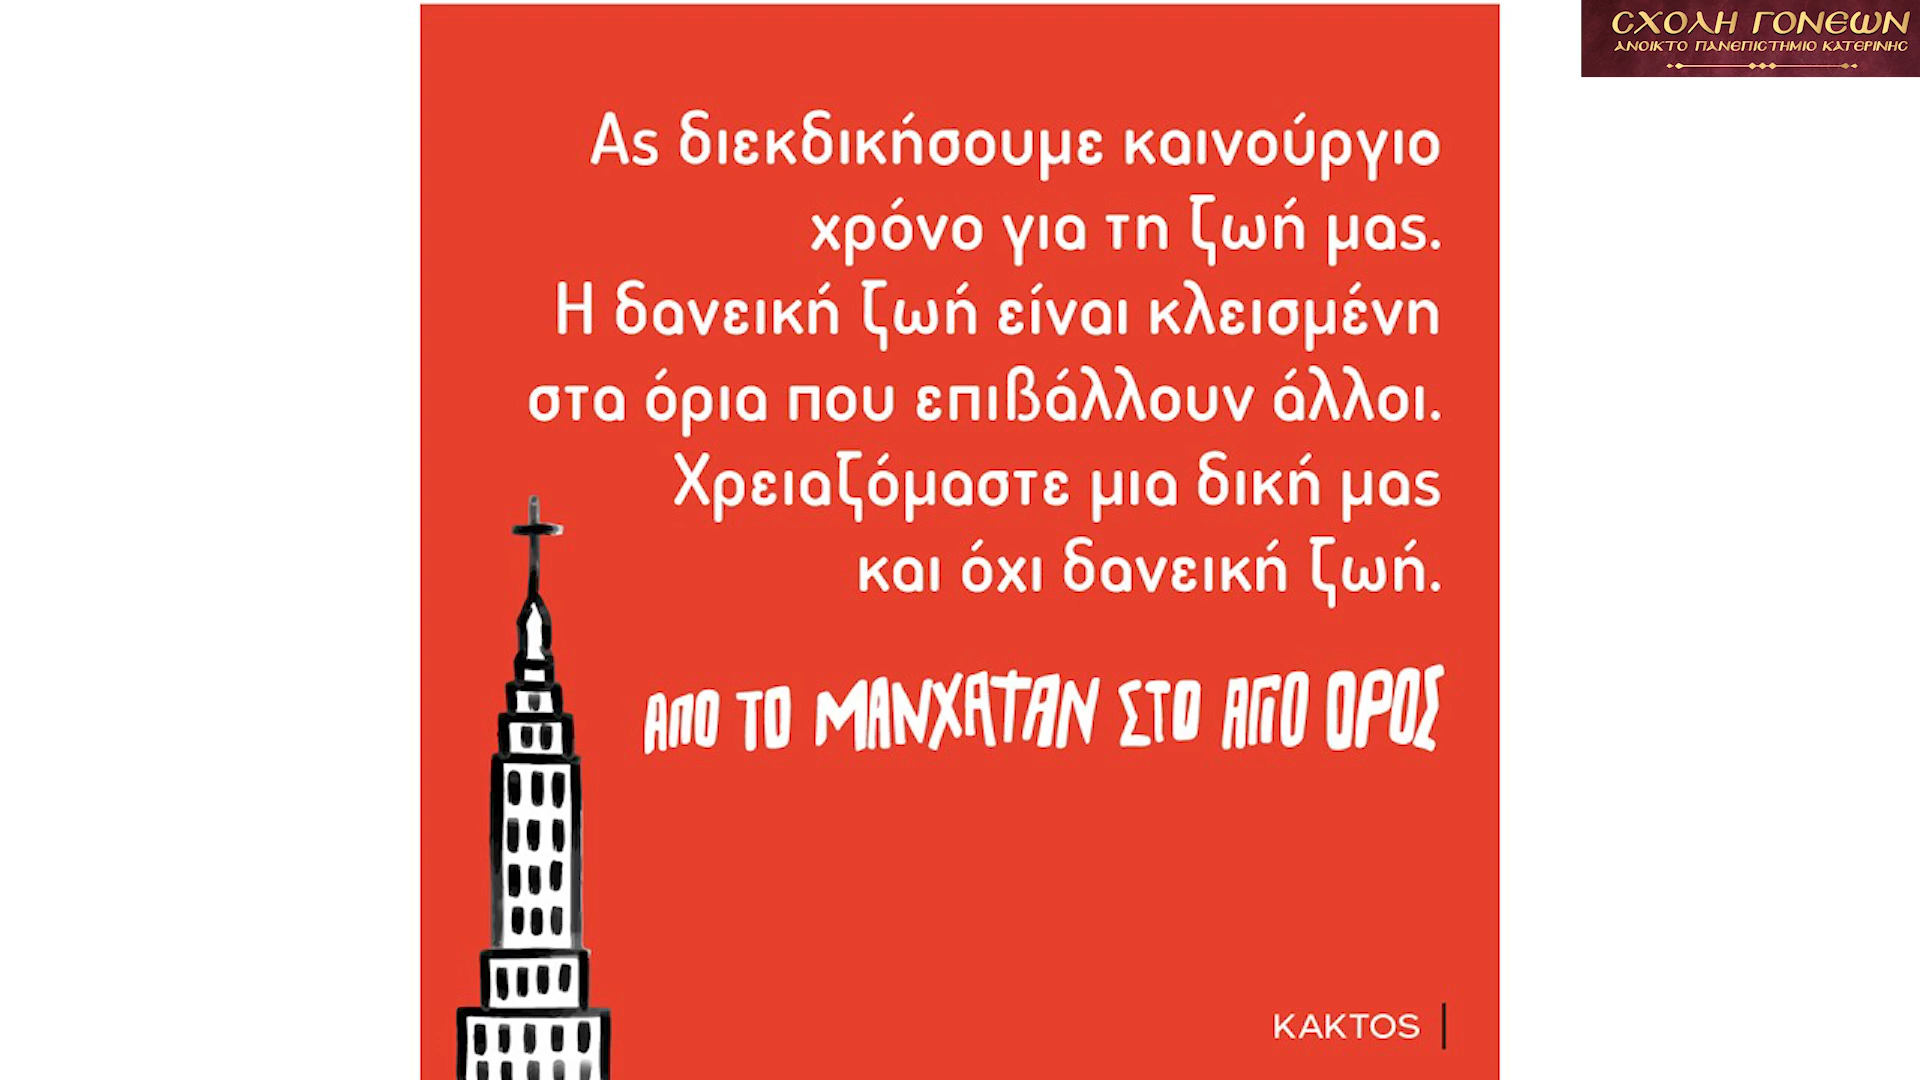 ΣΧΟΛΗ ΓΟΝΕΩΝ
ΑΝΟΙΚΤΟ ΠΑΝΕΠΙΣΤΗΜΙΟ ΚΑΤΕΡΙΝΗΣ
Ας διεκδικήσουμε καινούργιο
χρόνο για τη ζωή μας.
Η δανεική ζωή είναι κλεισμένη
στα όρια που επιβάλλουν άλλοι.
Χρειαζόμαστε μια δική μας
και όχι δανεική ζωή.
ΑΠΟ ΤΟ ΜΑΝΧΑΤΑΝ ΣΤΟ ΑΓΙΟ ΟΡΟΣ
KAKTOS